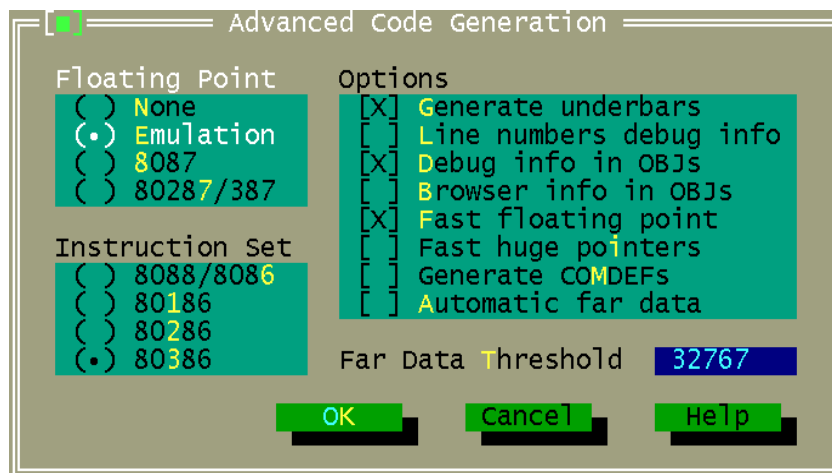 [■] Advanced Code Generation
Floating Point
( ) None
(•) Emulation
( ) 8087
( ) 80287/387
Instruction Set
( ) 8088/8086
( ) 80186
( ) 80286
(•) 80386
Options
[X] Generate underbars
[ ] Line numbers debug info
[X] Debug info in OBJs
[ ] Browser info in OBJs
[X] Fast floating point
[ ] Fast huge pointers
[ ] Generate COMDEFs
[ ] Automatic far data
Far Data Threshold 32767
OK Cancel Help